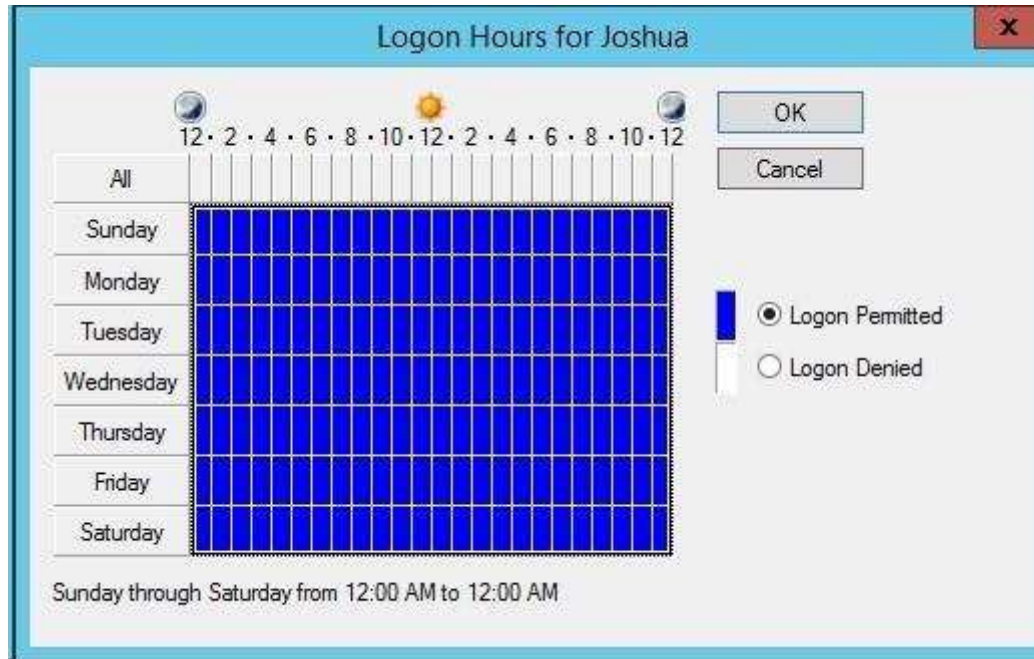 Logon Hours for Joshua
x
12 · 2 · 4 · 6 · 8 · 10 · 12 · 2 · 4 · 6 · 8 · 10 · 12
OK
Cancel
All
Sunday
Monday
Tuesday
Wednesday
Thursday
Friday
Saturday
Logon Permitted
Logon Denied
Sunday through Saturday from 12:00 AM to 12:00 AM